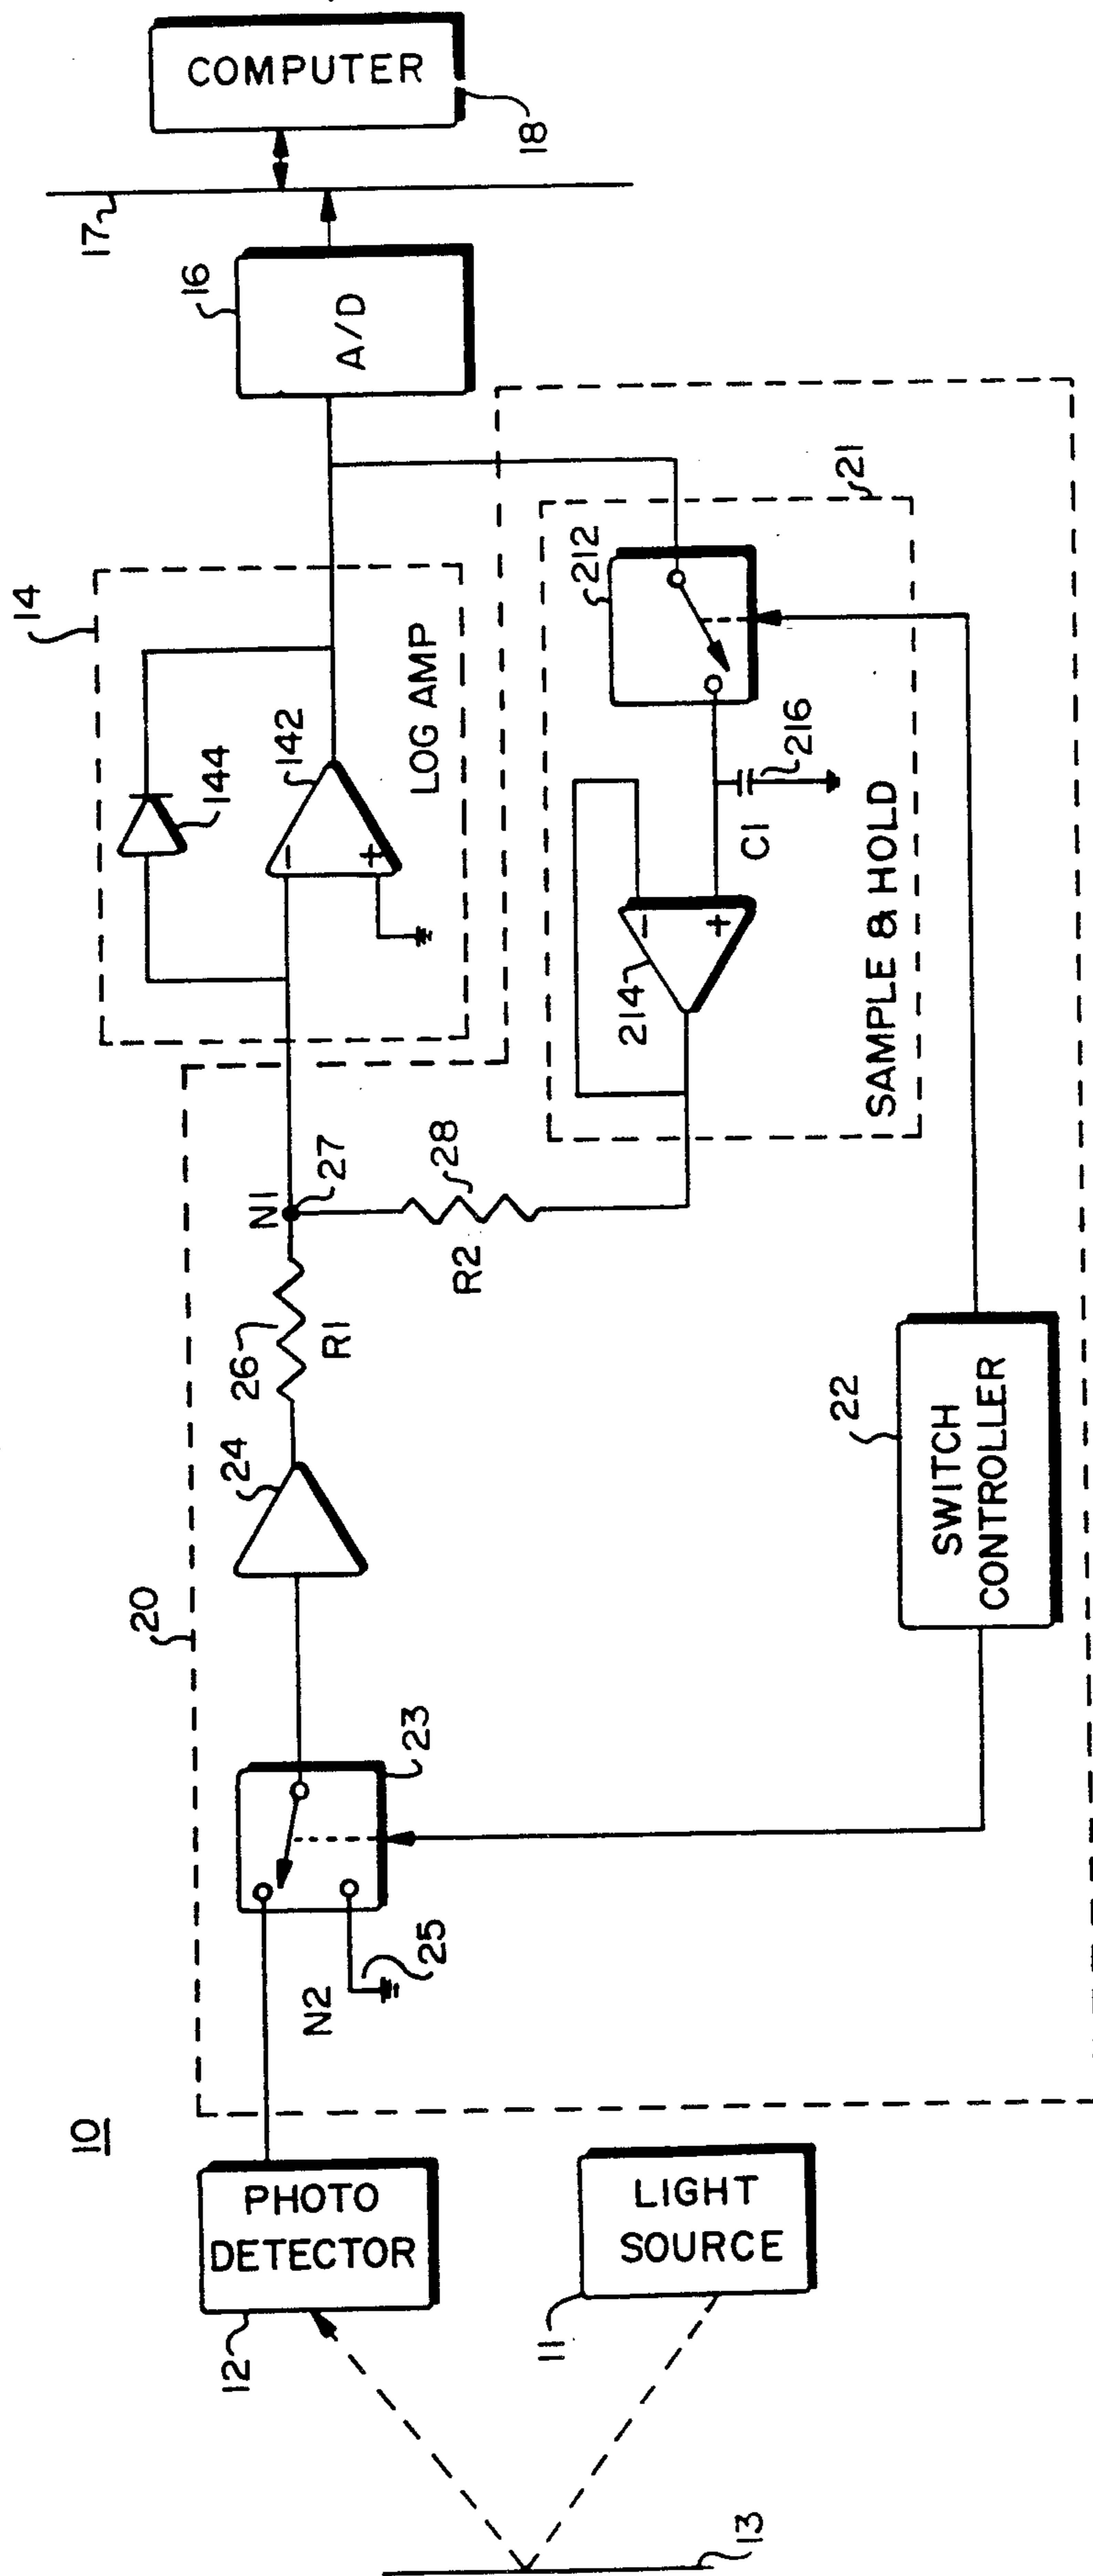 10
PHOTO
DETECTOR
12
LIGHT
SOURCE
11
13
20
23
N2
25
24
26
R1
N1
27
28
R2
14
144
142
−
+
LOG AMP
16
A/D
17
COMPUTER
18
21
212
214
−
+
C1
216
SAMPLE & HOLD
22
SWITCH
CONTROLLER